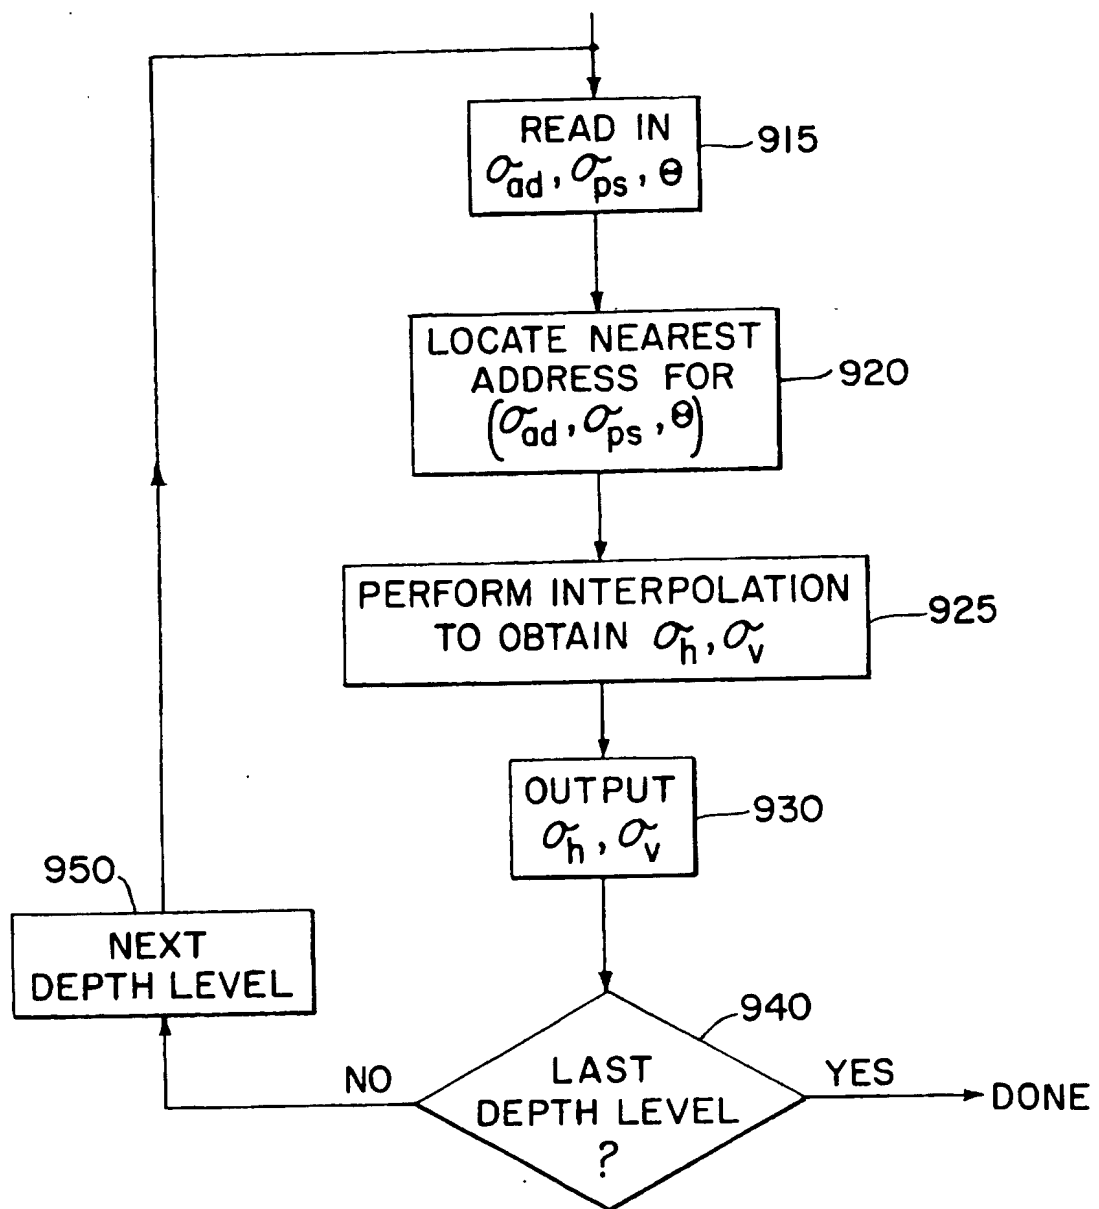 READ IN
σad, σps, Θ
915
LOCATE NEAREST
ADDRESS FOR
(σad, σps, Θ)
920
PERFORM INTERPOLATION
TO OBTAIN σh, σv
925
OUTPUT
σh, σv
930
950
NEXT
DEPTH LEVEL
940
NO
LAST
DEPTH LEVEL
?
YES
DONE